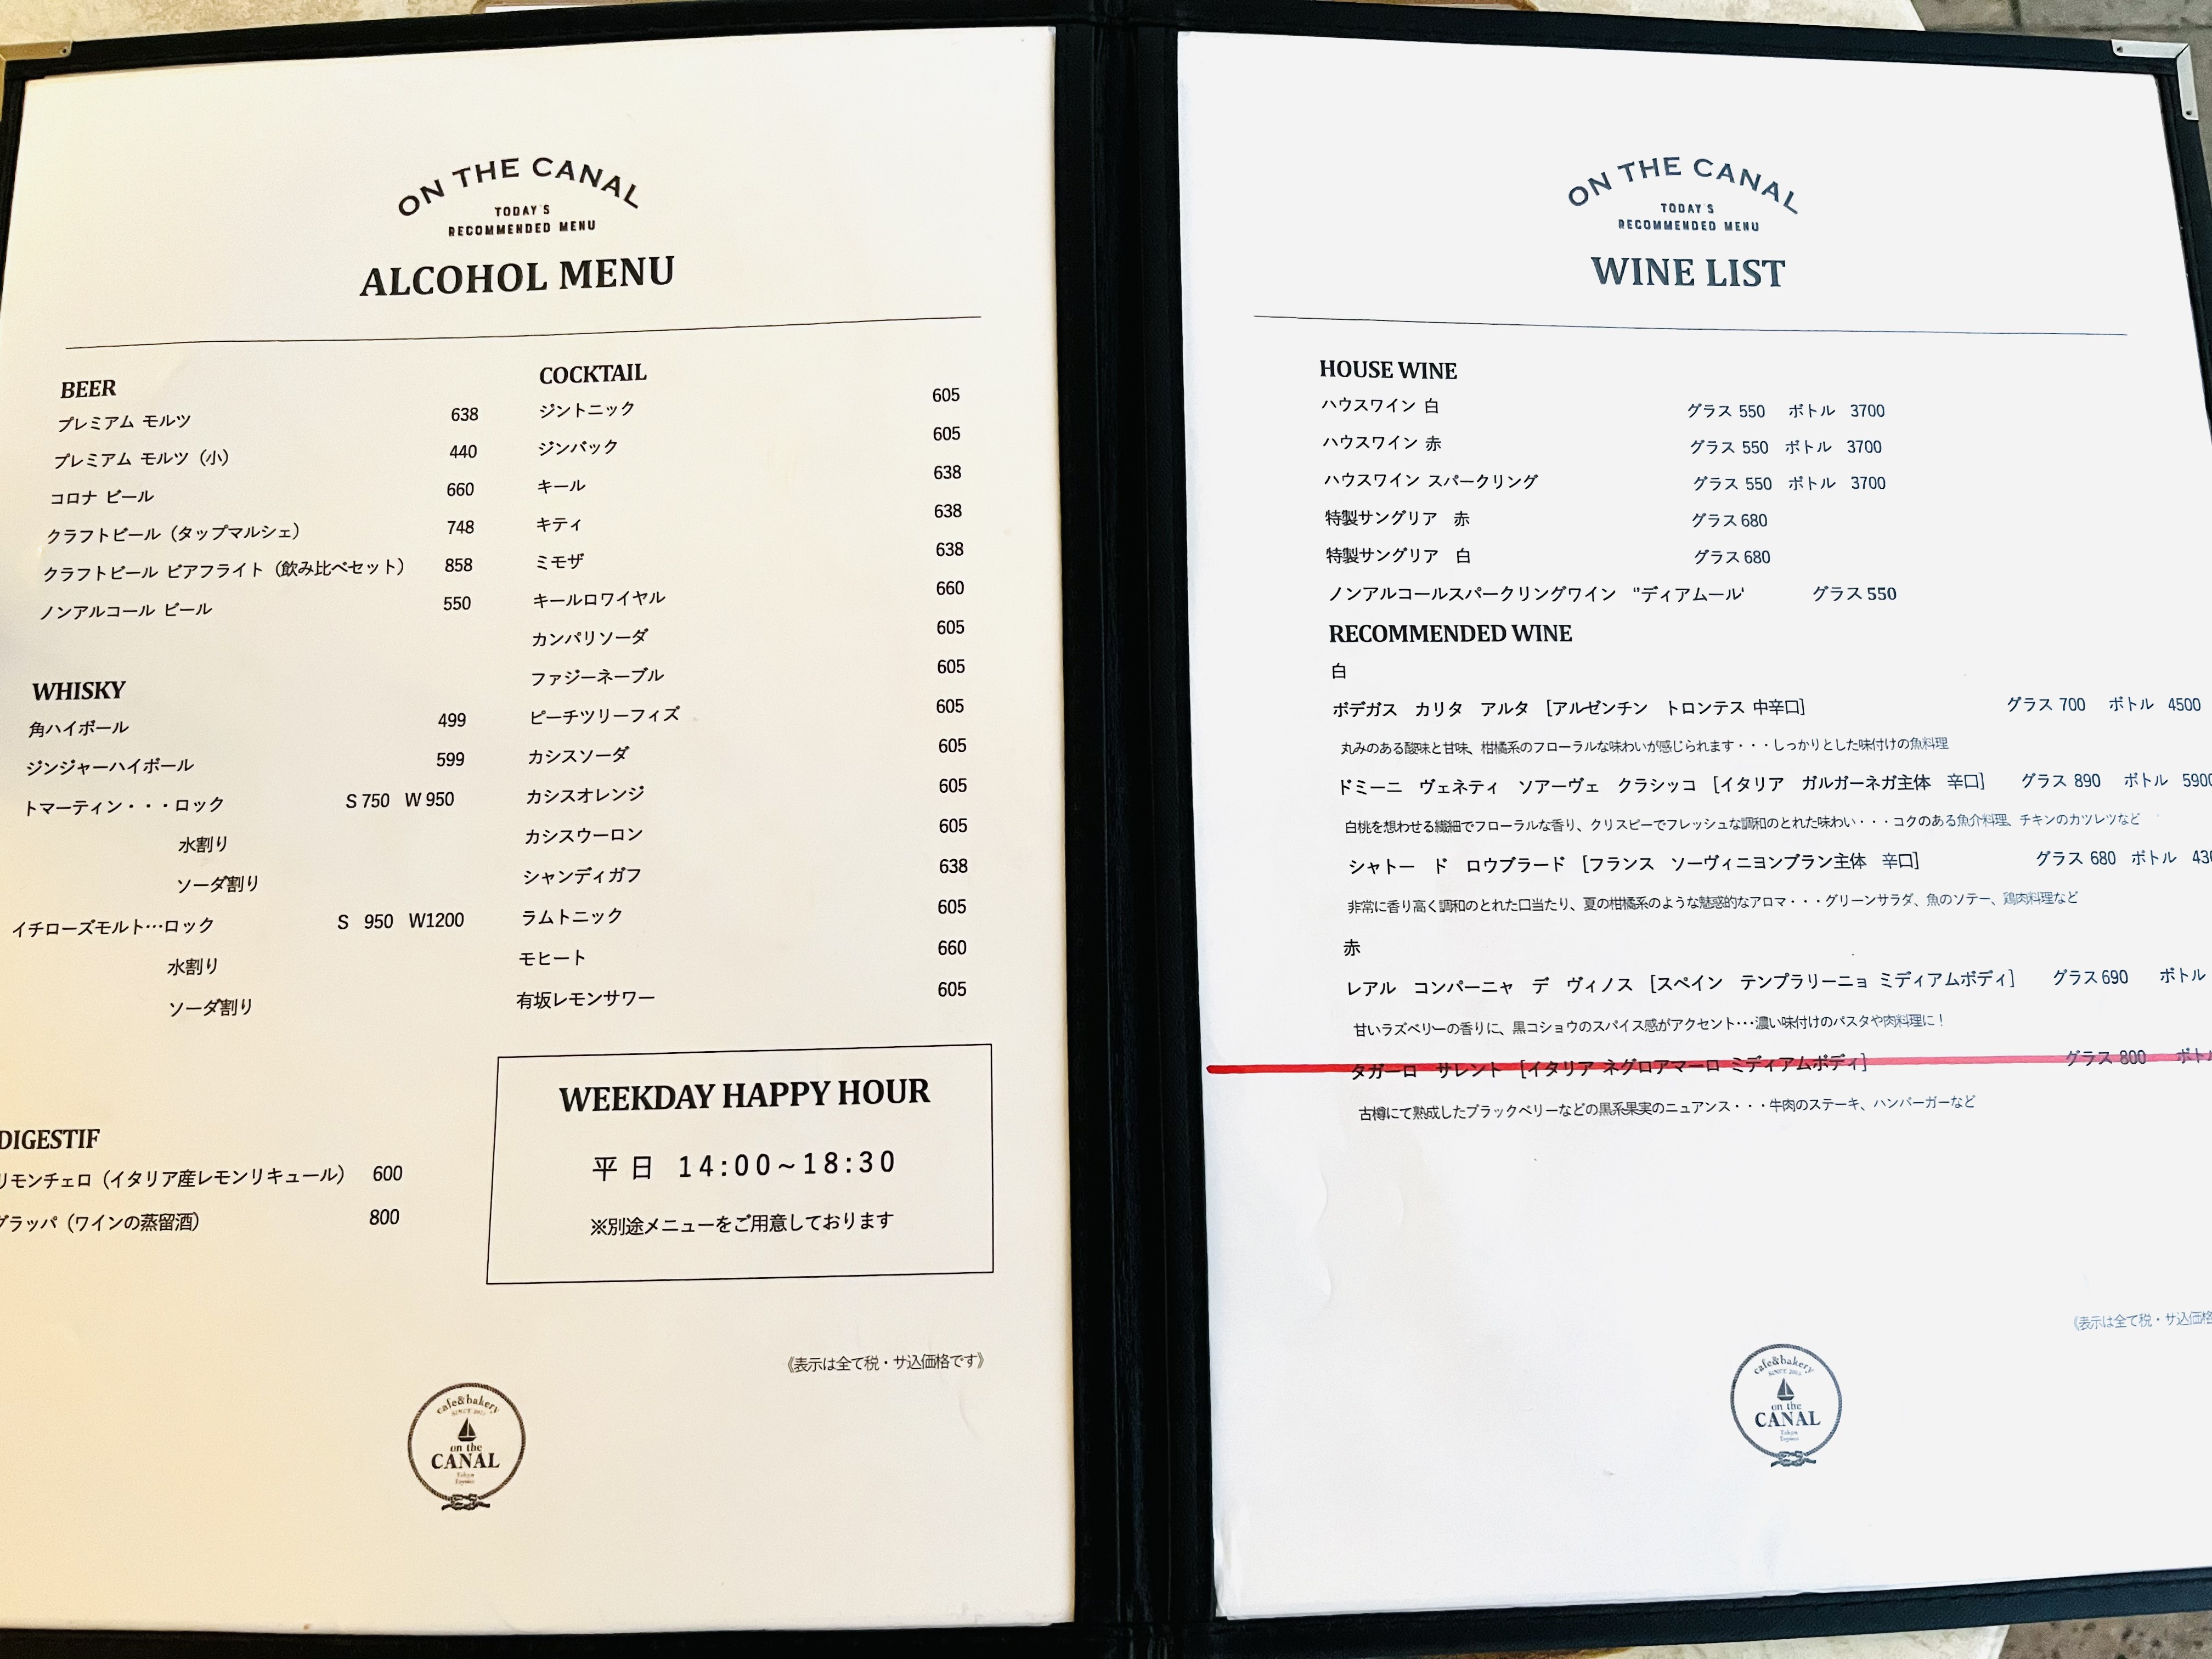 ON THE CANAL
TODAY'S
RECOMMENDED MENU
ALCOHOL MENU
BEER
プレミアム モルツ 638
プレミアム モルツ（小） 440
コロナ ビール 660
クラフトビール（タップマルシェ） 748
クラフトビール ビアフライト（飲み比べセット） 858
ノンアルコール ビール 550
WHISKY
角ハイボール 499
ジンジャーハイボール 599
トマーティン・・・ロック S 750 W 950
水割り
ソーダ割り
イチローズモルト…ロック S 950 W1200
水割り
ソーダ割り
DIGESTIF
リモンチェロ（イタリア産レモンリキュール） 600
グラッパ（ワインの蒸留酒） 800
COCKTAIL
ジントニック 605
ジンバック 605
キール 638
キティ 638
ミモザ 638
キールロワイヤル 660
カンパリソーダ 605
ファジーネーブル 605
ピーチツリーフィズ 605
カシスソーダ 605
カシスオレンジ 605
カシスウーロン 605
シャンディガフ 638
ラムトニック 605
モヒート 660
有坂レモンサワー 605
WEEKDAY HAPPY HOUR
平日 14:00~18:30
※別途メニューをご用意しております
《表示は全て税・サ込価格です》
cafe&bakery
on the
CANAL
ON THE CANAL
TODAY'S
RECOMMENDED MENU
WINE LIST
HOUSE WINE
ハウスワイン 白 グラス 550 ボトル 3700
ハウスワイン 赤 グラス 550 ボトル 3700
ハウスワイン スパークリング グラス 550 ボトル 3700
特製サングリア 赤 グラス 680
特製サングリア 白 グラス 680
ノンアルコールスパークリングワイン "ディアムール" グラス 550
RECOMMENDED WINE
白
ボデガス カリタ アルタ [アルゼンチン トロンテス 中辛口] グラス 700 ボトル 4500
丸みのある酸味と甘味、柑橘系のフローラルな味わいが感じられます・・・しっかりとした味付けの魚料理
ドミーニ ヴェネティ ソアーヴェ クラシッコ [イタリア ガルガーネガ主体 辛口] グラス 890 ボトル 5900
白桃を想わせる繊細でフローラルな香り、クリスピーでフレッシュな調和のとれた味わい・・・コクのある魚介料理、チキンのカツレツなど
シャトー ド ロウブラード [フランス ソーヴィニヨンブラン主体 辛口] グラス 680 ボトル
非常に香り高く調和のとれた口当たり、夏の柑橘系のような魅惑的なアロマ・・・グリーンサラダ、魚のソテー、鶏肉料理など
赤
レアル コンパーニャ デ ヴィノス [スペイン テンプラリーニョ ミディアムボディ] グラス 690 ボトル
甘いラズベリーの香りに、黒コショウのスパイス感がアクセント･･･濃い味付けのパスタや肉料理に！
タガーロ サレント [イタリア ネグロアマーロ ミディアムボディ] グラス 800
古樽にて熟成したブラックベリーなどの黒系果実のニュアンス・・・牛肉のステーキ、ハンバーガーなど
《表示は全て税・サ込価格
cafe&bakery
on the
CANAL